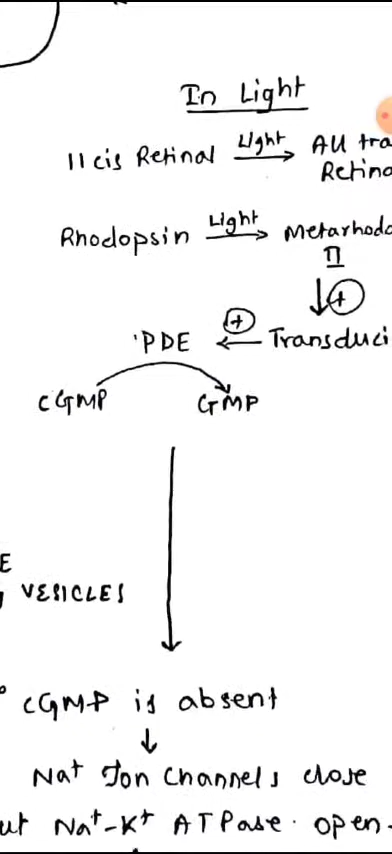 In Light
11 cis Retinal Light → All tra
Retina
Rhodopsin Light → Metarhodo
II
↓ +
PDE ← + Transduci
cGMP GMP
E
VESICLES
cGMP is absent
↓
Na+ Ion Channels close
ut Na+-K+ ATPase. open.